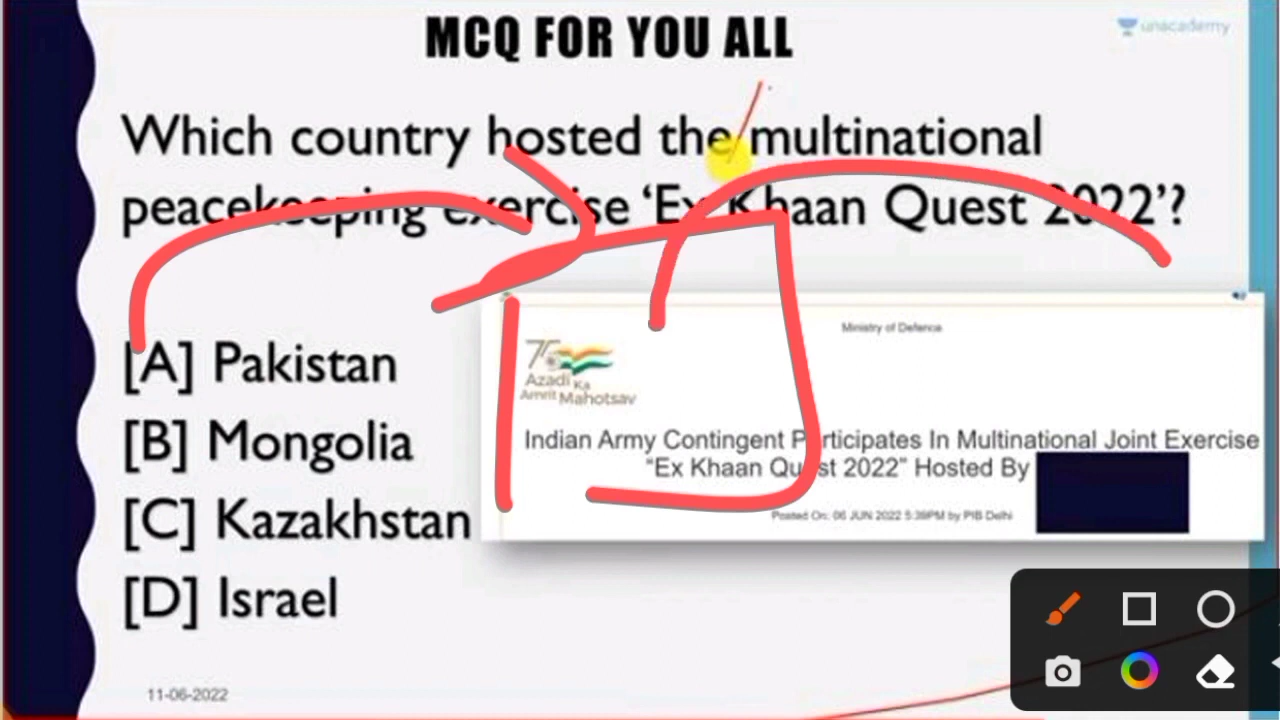 MCQ FOR YOU ALL
unacademy
Which country hosted the multinational
peacekeeping exercise ‘Ex Khaan Quest 2022’?
[A] Pakistan
[B] Mongolia
[C] Kazakhstan
[D] Israel
Ministry of Defence
75
Azadi Ka
Amrit Mahotsav
Indian Army Contingent Participates In Multinational Joint Exercise
“Ex Khaan Quest 2022” Hosted By
Posted On: 06 JUN 2022 5:39PM by PIB Delhi
11-06-2022